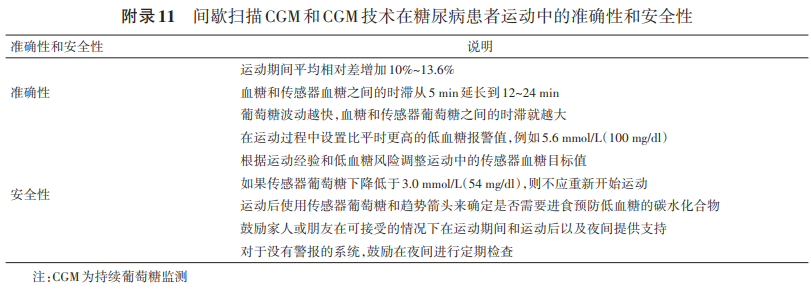 附录11 间歇扫描CGM和CGM技术在糖尿病患者运动中的准确性和安全性
准确性和安全性 说明
运动期间平均相对差增加10%~13.6%
准确性 血糖和传感器血糖之间的时滞从5 min延长到12~24 min
葡萄糖波动越快,血糖和传感器葡萄糖之间的时滞就越大
在运动过程中设置比平时更高的低血糖报警值,例如5.6 mmol/L(100 mg/dl)
根据运动经验和低血糖风险调整运动中的传感器血糖目标值
安全性 如果传感器葡萄糖下降低于3.0 mmol/L(54 mg/dl),则不应重新开始运动
运动后使用传感器葡萄糖和趋势箭头来确定是否需要进食预防低血糖的碳水化合物
鼓励家人或朋友在可接受的情况下在运动期间和运动后以及夜间提供支持
对于没有警报的系统,鼓励在夜间进行定期检查
注:CGM为持续葡萄糖监测